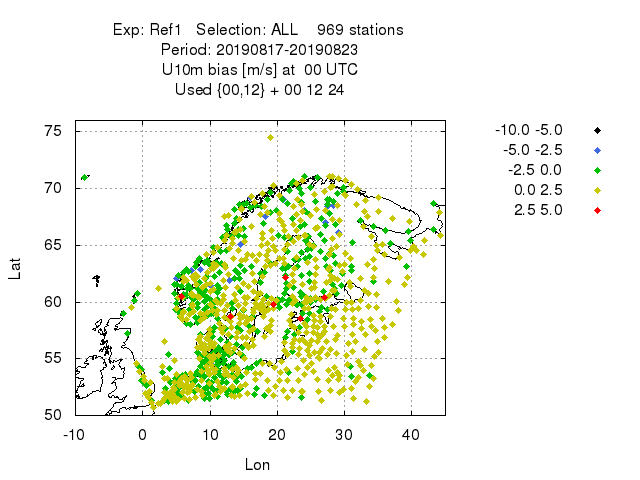 Exp: Ref1 Selection: ALL 969 stations
Period: 20190817-20190823
U10m bias [m/s] at 00 UTC
Used {00,12} + 00 12 24
-10.0 -5.0
-5.0 -2.5
-2.5 0.0
0.0 2.5
2.5 5.0
75
70
65
60
55
50
Lat
-10 0 10 20 30 40
Lon